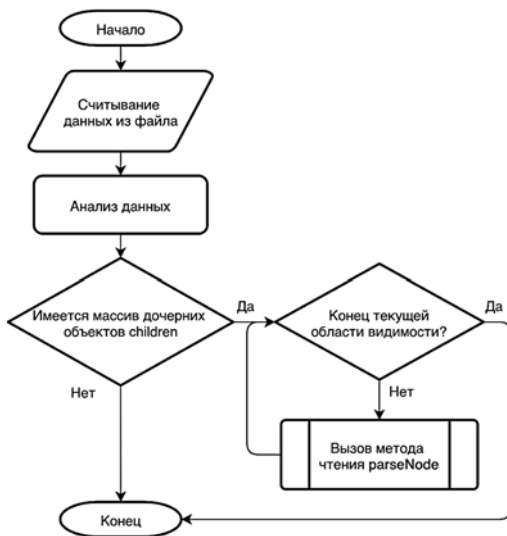 Начало
Считывание
данных из файла
Анализ данных
Имеется массив дочерних
объектов children
Да
Нет
Конец текущей
области видимости?
Да
Нет
Вызов метода
чтения parseNode
Конец